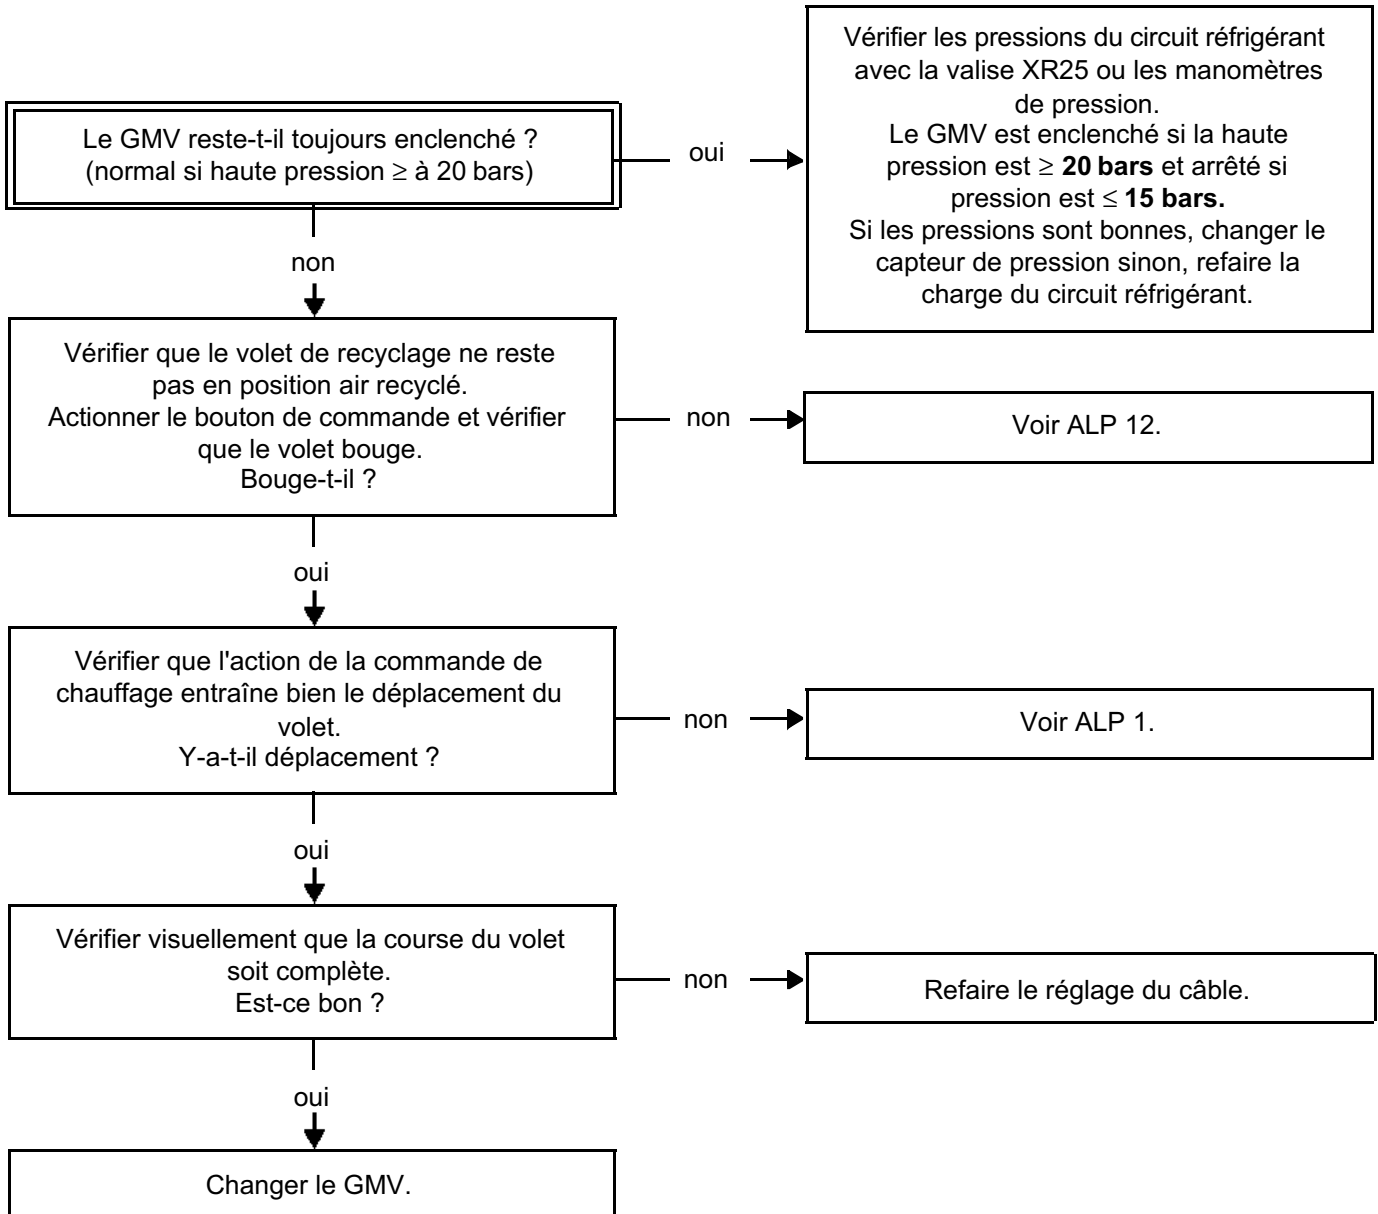 Le GMV reste-t-il toujours enclenché ?
(normal si haute pression ≥ à 20 bars)
oui
Vérifier les pressions du circuit réfrigérant
avec la valise XR25 ou les manomètres
de pression.
Le GMV est enclenché si la haute
pression est ≥ 20 bars et arrêté si
pression est ≤ 15 bars.
Si les pressions sont bonnes, changer le
capteur de pression sinon, refaire la
charge du circuit réfrigérant.
non
Vérifier que le volet de recyclage ne reste
pas en position air recyclé.
Actionner le bouton de commande et vérifier
que le volet bouge.
Bouge-t-il ?
non
Voir ALP 12.
oui
Vérifier que l'action de la commande de
chauffage entraîne bien le déplacement du
volet.
Y-a-t-il déplacement ?
non
Voir ALP 1.
oui
Vérifier visuellement que la course du volet
soit complète.
Est-ce bon ?
non
Refaire le réglage du câble.
oui
Changer le GMV.